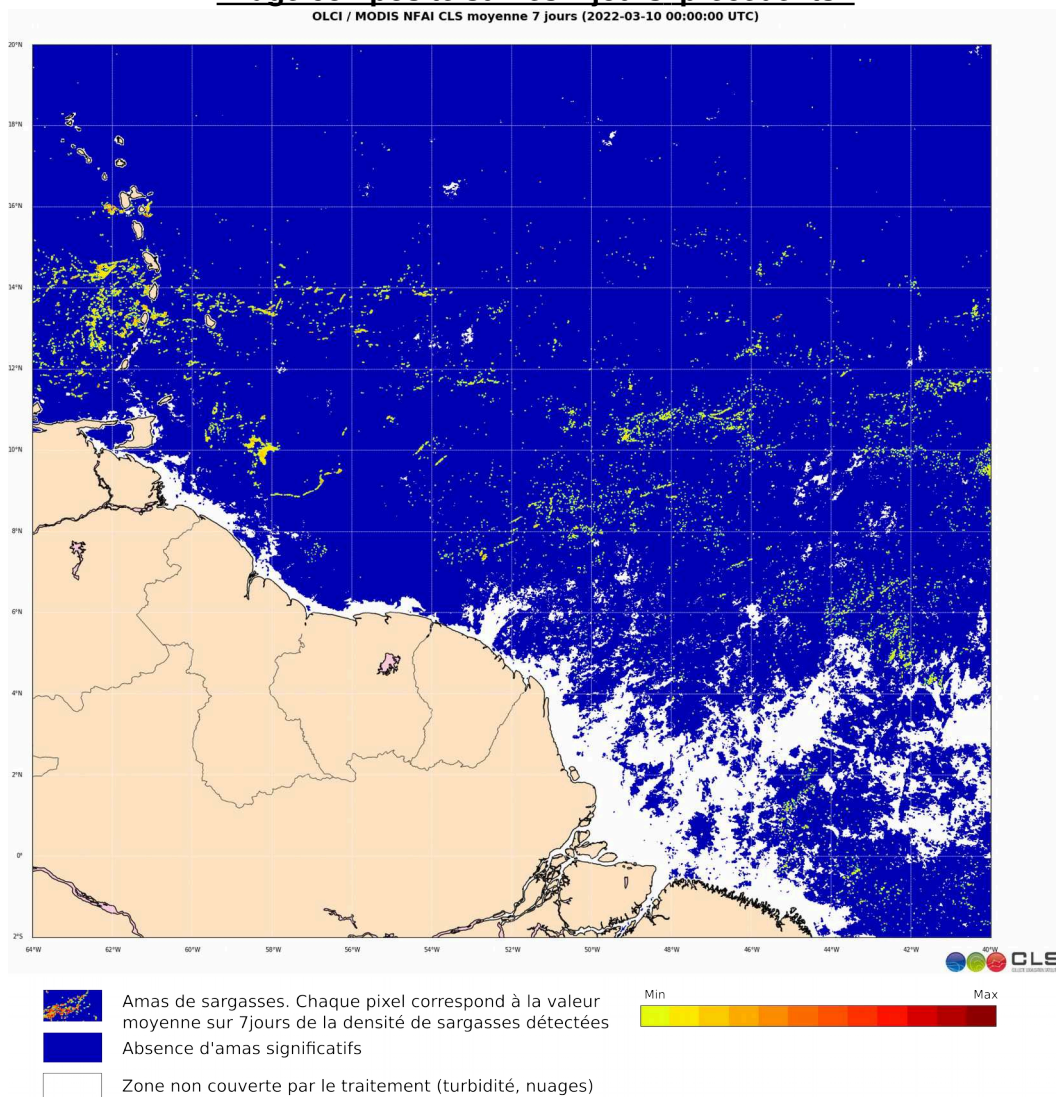 OLCI / MODIS NFAI CLS moyenne 7 jours (2022-03-10 00:00:00 UTC)
20°N
18°N
16°N
14°N
12°N
10°N
8°N
6°N
4°N
2°N
0°
2°S
64°W 62°W 60°W 58°W 56°W 54°W 52°W 50°W 48°W 46°W 44°W 42°W 40°W
CLS
Min Max
Amas de sargasses. Chaque pixel correspond à la valeur
moyenne sur 7jours de la densité de sargasses détectées
Absence d'amas significatifs
Zone non couverte par le traitement (turbidité, nuages)